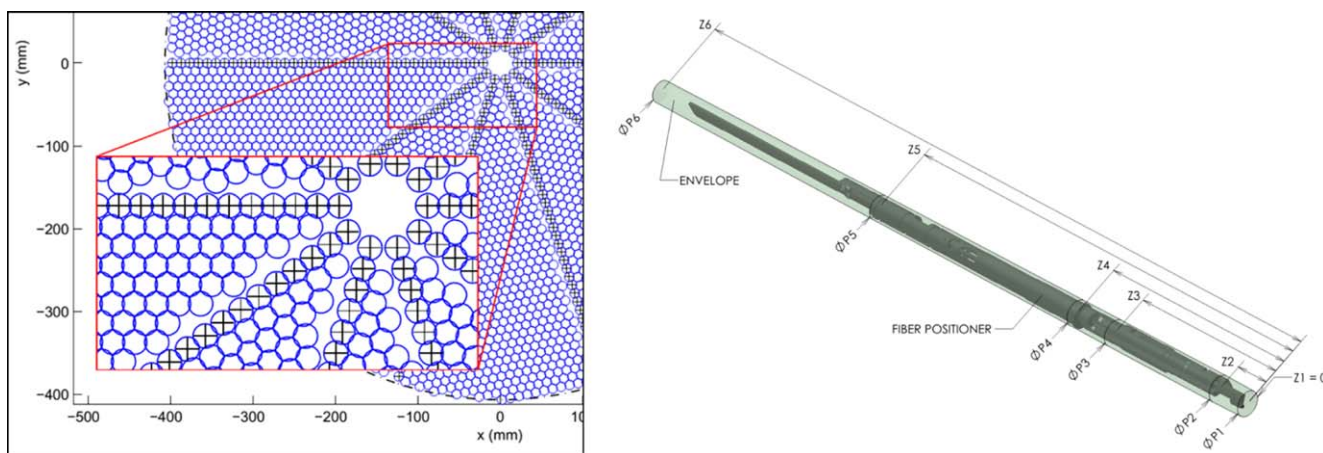 y (mm)
0
−100
−200
−300
−400
−500
−400
−300
−200
−100
0
10
x (mm)
Z6
ØP6
ENVELOPE
Z5
ØP5
Z4
Z3
FIBER POSITIONER
ØP4
ØP3
Z2
Z1 = 0
ØP2
ØP1